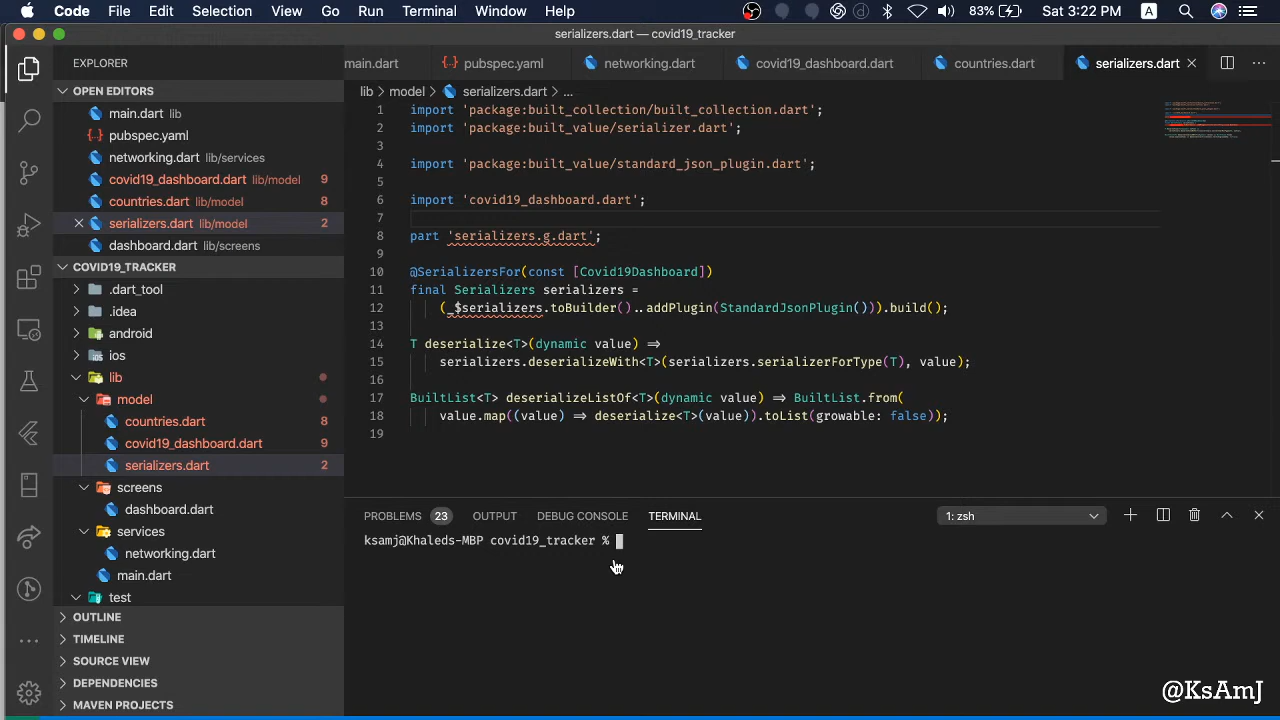 Code File Edit Selection View Go Run Terminal Window Help 83% Sat 3:22 PM A
serializers.dart — covid19_tracker
EXPLORER
main.dart pubspec.yaml networking.dart covid19_dashboard.dart countries.dart serializers.dart
OPEN EDITORS
main.dart lib
pubspec.yaml
networking.dart lib/services
covid19_dashboard.dart lib/model 9
countries.dart lib/model 8
serializers.dart lib/model 2
dashboard.dart lib/screens
COVID19_TRACKER
.dart_tool
.idea
android
ios
lib
model
countries.dart 8
covid19_dashboard.dart 9
serializers.dart 2
screens
dashboard.dart
services
networking.dart
main.dart
test
OUTLINE
TIMELINE
SOURCE VIEW
DEPENDENCIES
MAVEN PROJECTS
lib > model > serializers.dart > ...
1 import 'package:built_collection/built_collection.dart';
2 import 'package:built_value/serializer.dart';
3
4 import 'package:built_value/standard_json_plugin.dart';
5
6 import 'covid19_dashboard.dart';
7
8 part 'serializers.g.dart';
9
10 @SerializersFor(const [Covid19Dashboard])
11 final Serializers serializers =
12 (_$serializers.toBuilder()..addPlugin(StandardJsonPlugin())).build();
13
14 T deserialize<T>(dynamic value) =>
15 serializers.deserializeWith<T>(serializers.serializerForType(T), value);
16
17 BuiltList<T> deserializeListOf<T>(dynamic value) => BuiltList.from(
18 value.map((value) => deserialize<T>(value)).toList(growable: false));
19
PROBLEMS 23 OUTPUT DEBUG CONSOLE TERMINAL 1: zsh
ksamj@Khaleds-MBP covid19_tracker %
@KsAmJ